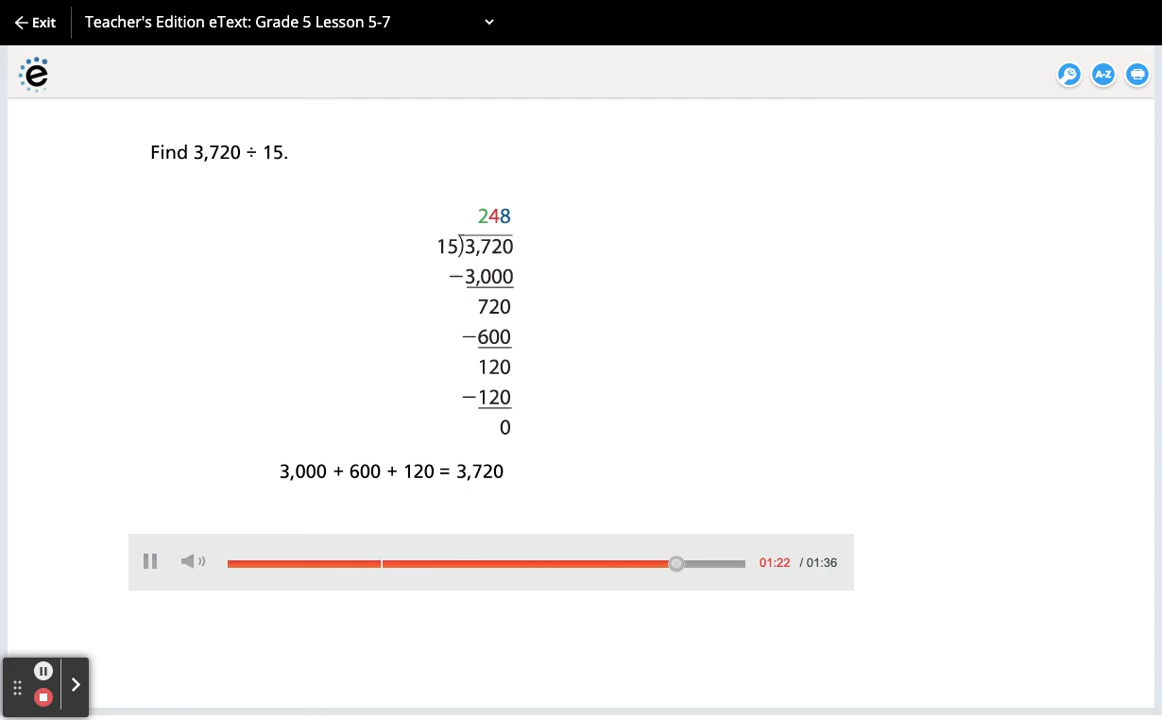 Exit
Teacher's Edition eText: Grade 5 Lesson 5-7
e
A-Z
Find 3,720 ÷ 15.
248
15)3,720
−3,000
720
−600
120
−120
0
3,000 + 600 + 120 = 3,720
01:22 / 01:36